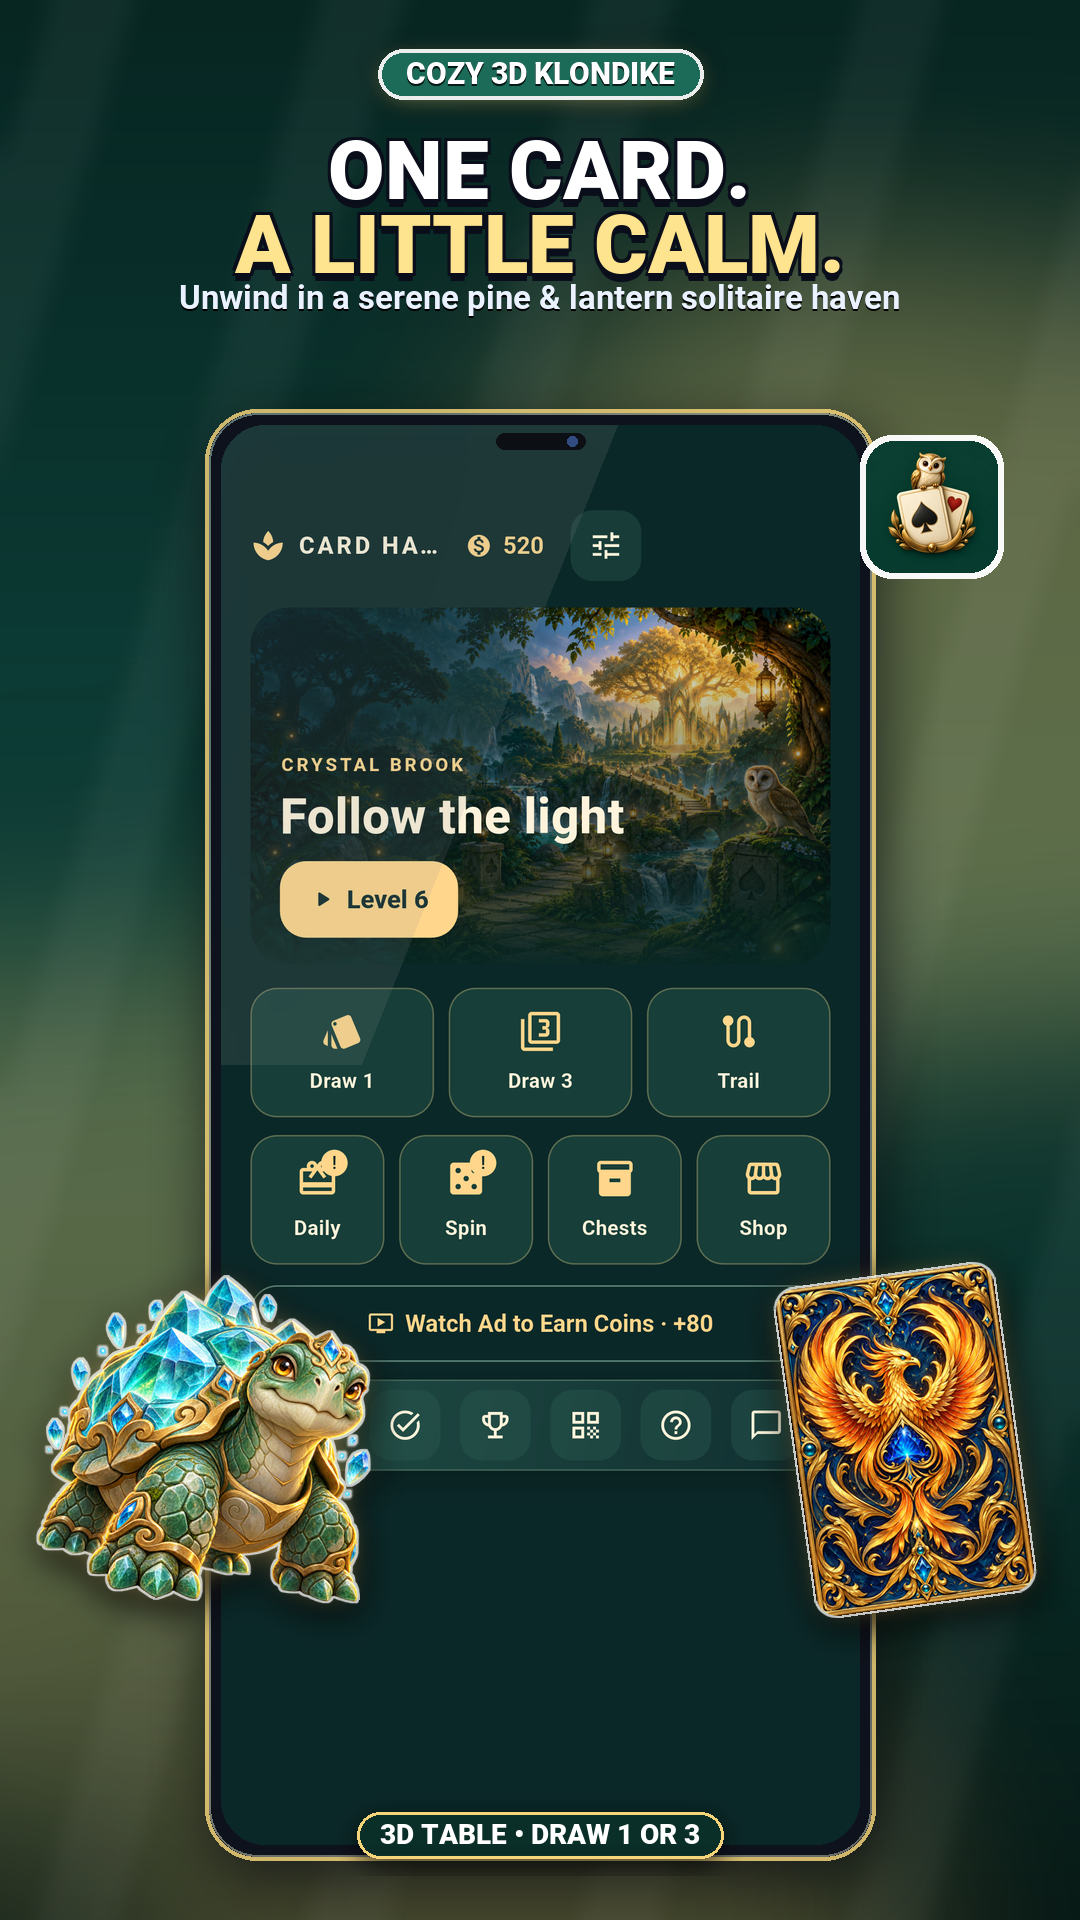 COZY 3D KLONDIKE
ONE CARD.
A LITTLE CALM.
Unwind in a serene pine & lantern solitaire haven
CARD HA...
520
CRYSTAL BROOK
Follow the light
Level 6
Draw 1
3
Draw 3
Trail
!
Daily
!
Spin
Chests
Shop
Watch Ad to Earn Coins · +80
3D TABLE • DRAW 1 OR 3